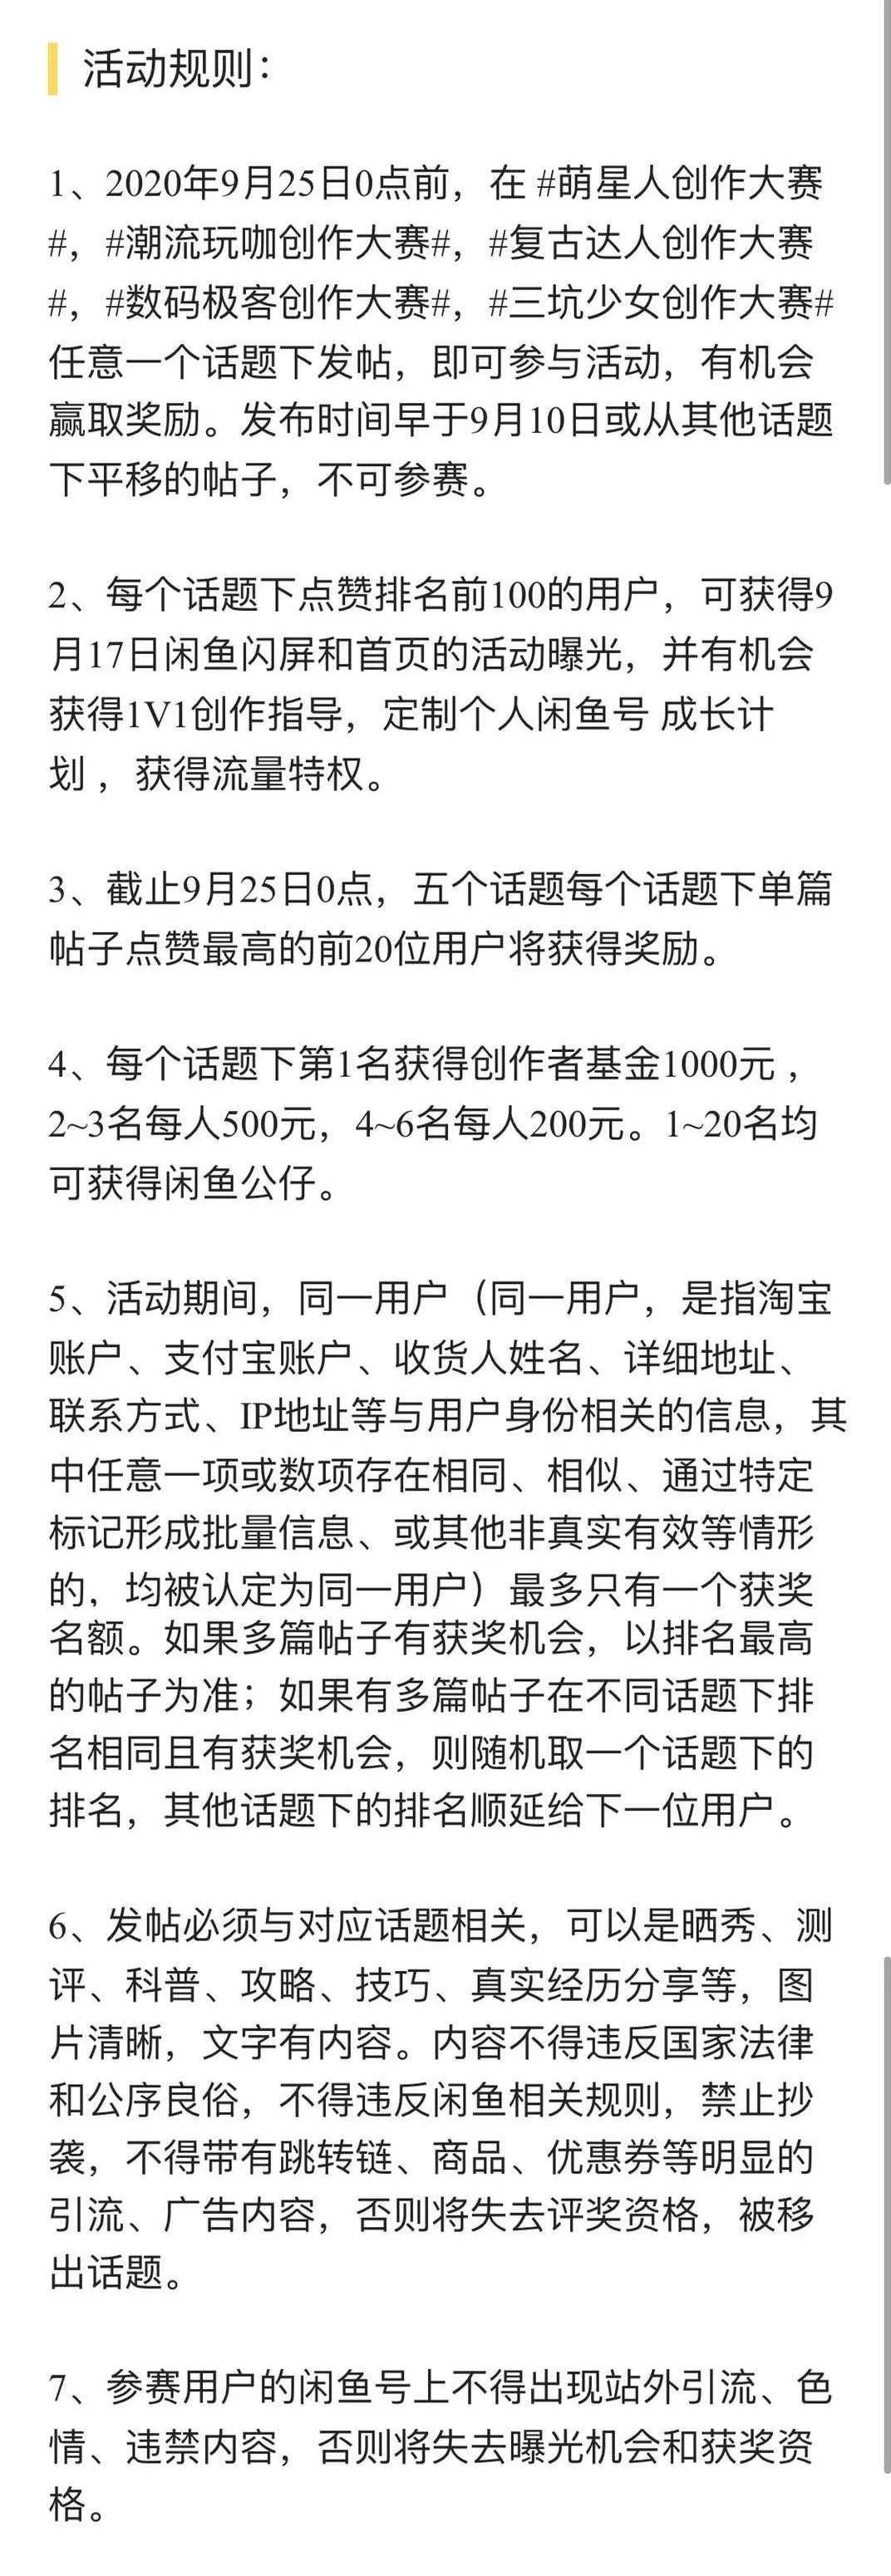 活动规则：
1、2020年9月25日0点前，在 #萌星人创作大赛
#，#潮流玩咖创作大赛#，#复古达人创作大赛
#，#数码极客创作大赛#，#三坑少女创作大赛#
任意一个话题下发帖，即可参与活动，有机会
赢取奖励。发布时间早于9月10日或从其他话题
下平移的帖子，不可参赛。
2、每个话题下点赞排名前100的用户，可获得9
月17日闲鱼闪屏和首页的活动曝光，并有机会
获得1V1创作指导，定制个人闲鱼号 成长计
划 ，获得流量特权。
3、截止9月25日0点，五个话题每个话题下单篇
帖子点赞最高的前20位用户将获得奖励。
4、每个话题下第1名获得创作者基金1000元 ，
2~3名每人500元，4~6名每人200元。1~20名均
可获得闲鱼公仔。
5、活动期间，同一用户（同一用户，是指淘宝
账户、支付宝账户、收货人姓名、详细地址、
联系方式、IP地址等与用户身份相关的信息，其
中任意一项或数项存在相同、相似、通过特定
标记形成批量信息、或其他非真实有效等情形
的，均被认定为同一用户）最多只有一个获奖
名额。如果多篇帖子有获奖机会，以排名最高
的帖子为准；如果有多篇帖子在不同话题下排
名相同且有获奖机会，则随机取一个话题下的
排名，其他话题下的排名顺延给下一位用户。
6、发帖必须与对应话题相关，可以是晒秀、测
评、科普、攻略、技巧、真实经历分享等，图
片清晰，文字有内容。内容不得违反国家法律
和公序良俗，不得违反闲鱼相关规则，禁止抄
袭，不得带有跳转链、商品、优惠券等明显的
引流、广告内容，否则将失去评奖资格，被移
出话题。
7、参赛用户的闲鱼号上不得出现站外引流、色
情、违禁内容，否则将失去曝光机会和获奖资
格。